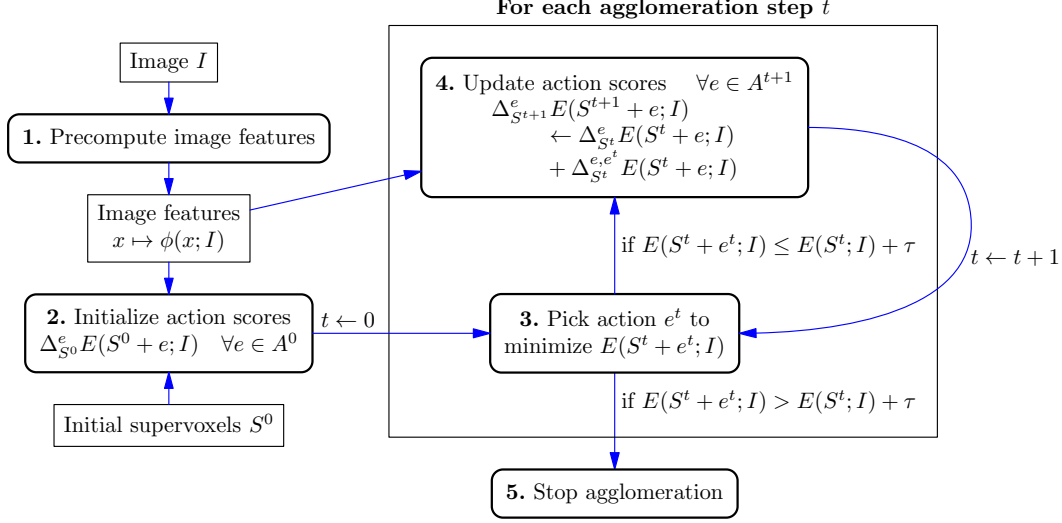 For each agglomeration step t
Image I
1. Precompute image features
Image features
x ↦ ϕ(x; I)
2. Initialize action scores
Δ^e_{S^0} E(S^0 + e; I) ∀e ∈ A^0
Initial supervoxels S^0
t ← 0
4. Update action scores ∀e ∈ A^{t+1}
Δ^e_{S^{t+1}} E(S^{t+1} + e; I)
← Δ^e_{S^t} E(S^t + e; I)
+ Δ^{e,e^t}_{S^t} E(S^t + e; I)
if E(S^t + e^t; I) ≤ E(S^t; I) + τ
t ← t + 1
3. Pick action e^t to
minimize E(S^t + e^t; I)
if E(S^t + e^t; I) > E(S^t; I) + τ
5. Stop agglomeration